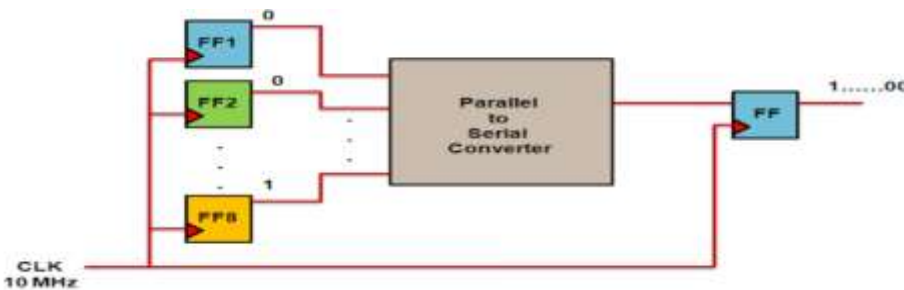 0
FF1
0
FF2
Parallel
to
Serial
Converter
1......00
FF
1
FF8
CLK
10 MHz